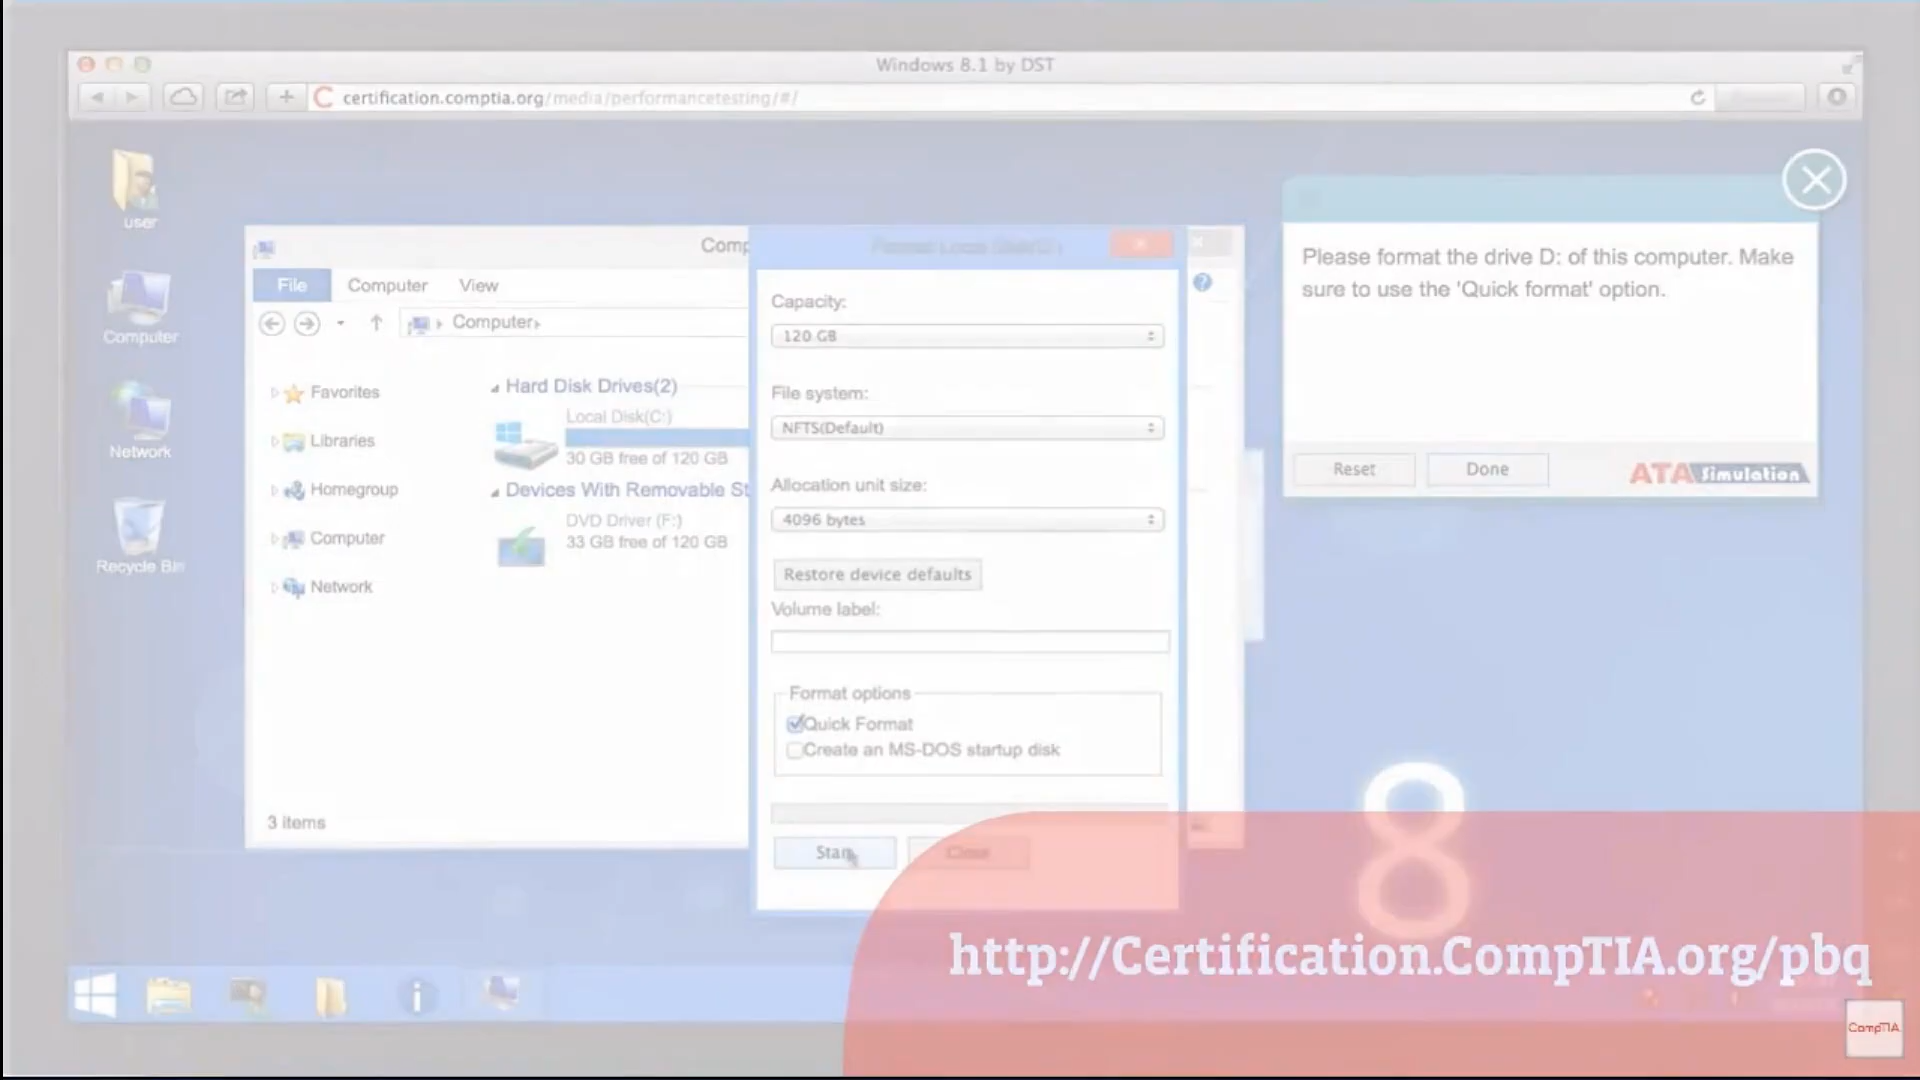 Windows 8.1 by DST
certification.comptia.org/media/performancetesting/#/
user
Computer
Network
Recycle Bin
Comp
File
Computer
View
Computer
Favorites
Libraries
Homegroup
Computer
Network
Hard Disk Drives(2)
Local Disk(C:)
30 GB free of 120 GB
Devices With Removable St
DVD Driver (F:)
33 GB free of 120 GB
3 items
Capacity:
120 GB
File system:
NFTS(Default)
Allocation unit size:
4096 bytes
Restore device defaults
Volume label:
Format options
Quick Format
Create an MS-DOS startup disk
Start
Close
Please format the drive D: of this computer. Make
sure to use the 'Quick format' option.
Reset
Done
ATA Simulation
8
http://Certification.CompTIA.org/pbq
CompTIA